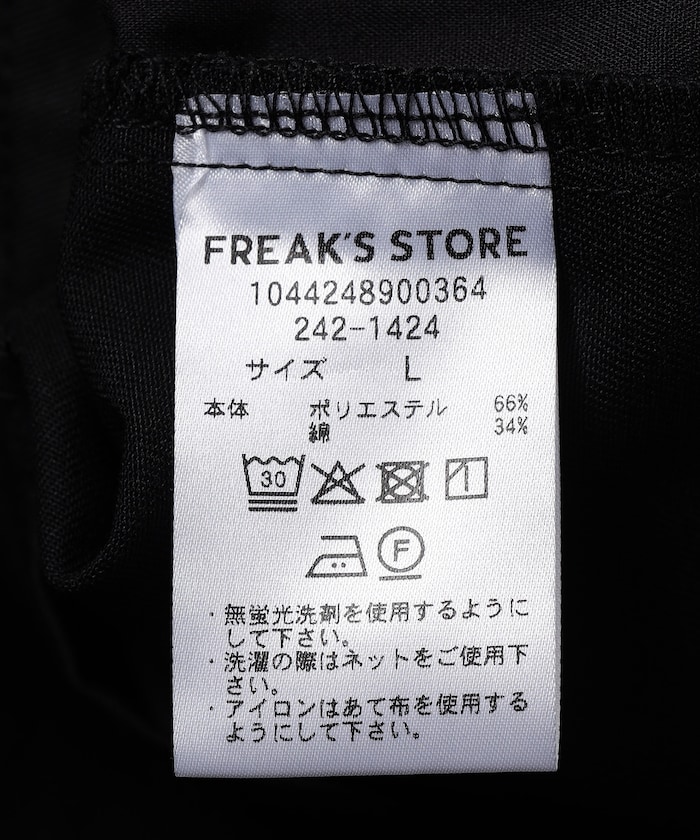 FREAK'S STORE
1044248900364
242-1424
サイズ L
本体 ポリエステル 66%
綿 34%
30
F
・無蛍光洗剤を使用するように
して下さい。
・洗濯の際はネットをご使用下
さい。
・アイロンはあて布を使用する
ようにして下さい。